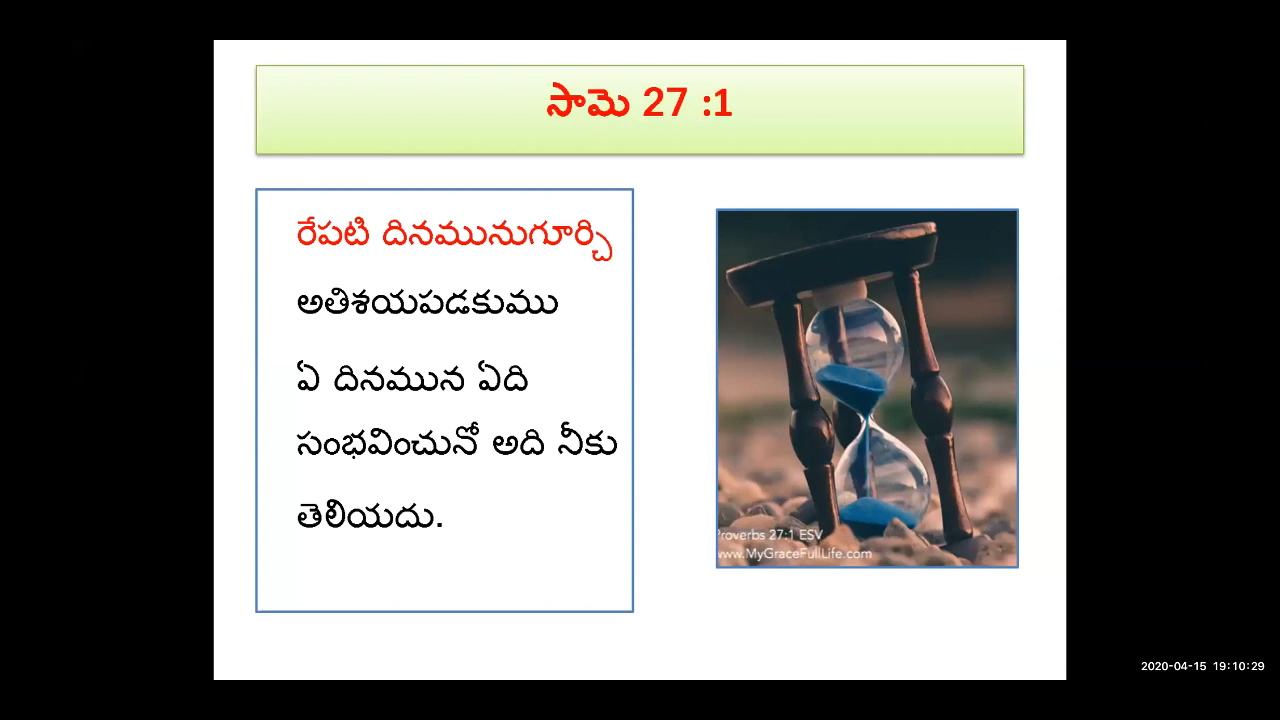 సామె 27 :1
రేపటి దినమునుగూర్చి
అతిశయపడకుము
ఏ దినమున ఏది
సంభవించునో అది నీకు
తెలియదు.
Proverbs 27:1 ESV
www.MyGraceFullLife.com
2020-04-15 19:10:29